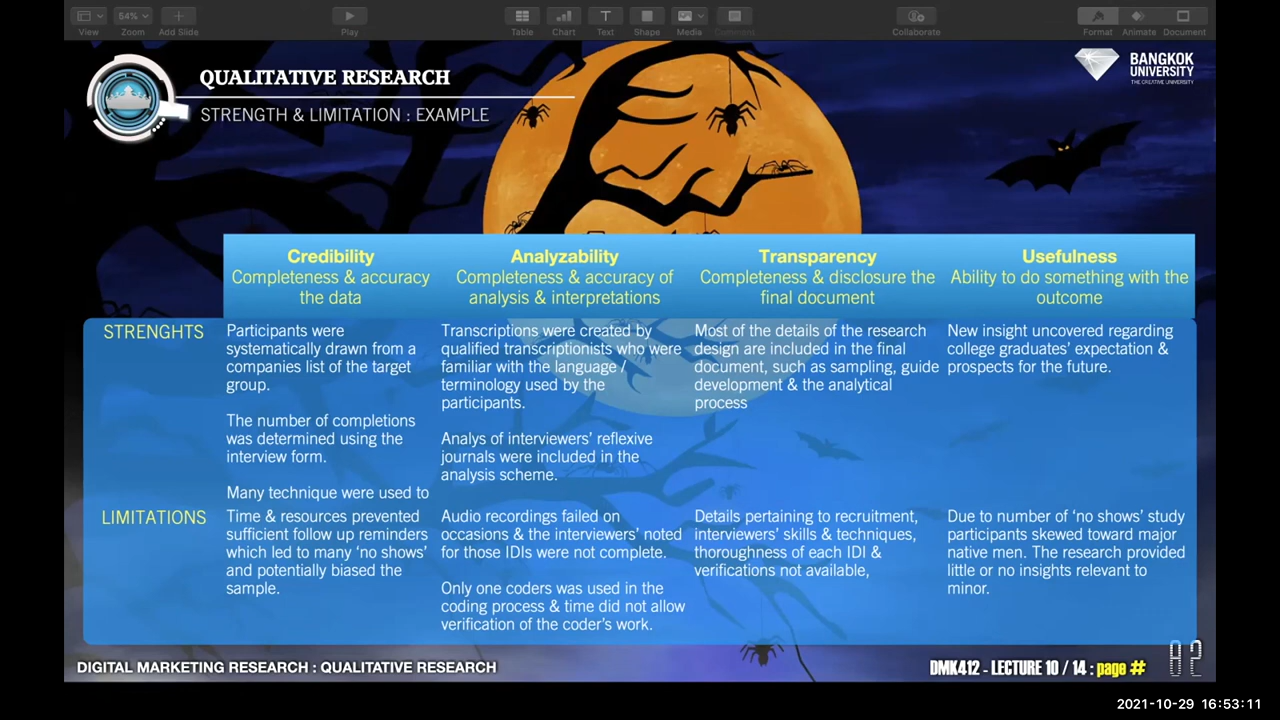 View
54%
Zoom
Add Slide
Play
Table
Chart
Text
Shape
Media
Comment
Collaborate
Format
Animate
Document
QUALITATIVE RESEARCH
STRENGTH & LIMITATION : EXAMPLE
BANGKOK
UNIVERSITY
THE CREATIVE UNIVERSITY
Credibility
Completeness & accuracy
the data
Analyzability
Completeness & accuracy of
analysis & interpretations
Transparency
Completeness & disclosure the
final document
Usefulness
Ability to do something with the
outcome
STRENGHTS
Participants were
systematically drawn from a
companies list of the target
group.
The number of completions
was determined using the
interview form.
Many technique were used to
Transcriptions were created by
qualified transcriptionists who were
familiar with the language /
terminology used by the
participants.
Analys of interviewers' reflexive
journals were included in the
analysis scheme.
Most of the details of the research
design are included in the final
document, such as sampling, guide
development & the analytical
process
New insight uncovered regarding
college graduates' expectation &
prospects for the future.
LIMITATIONS
Time & resources prevented
sufficient follow up reminders
which led to many 'no shows'
and potentially biased the
sample.
Audio recordings failed on
occasions & the interviewers' noted
for those IDIs were not complete.
Only one coders was used in the
coding process & time did not allow
verification of the coder's work.
Details pertaining to recruitment,
interviewers' skills & techniques,
thoroughness of each IDI &
verifications not available,
Due to number of 'no shows' study
participants skewed toward major
native men. The research provided
little or no insights relevant to
minor.
DIGITAL MARKETING RESEARCH : QUALITATIVE RESEARCH
DMK412 - LECTURE 10 / 14 : page #
82
2021-10-29 16:53:11